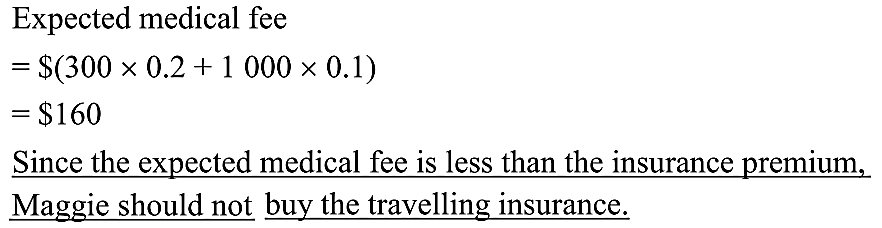 Expected medical fee
= $(300 × 0.2 + 1 000 × 0.1)
= $160
Since the expected medical fee is less than the insurance premium,
Maggie should not buy the travelling insurance.